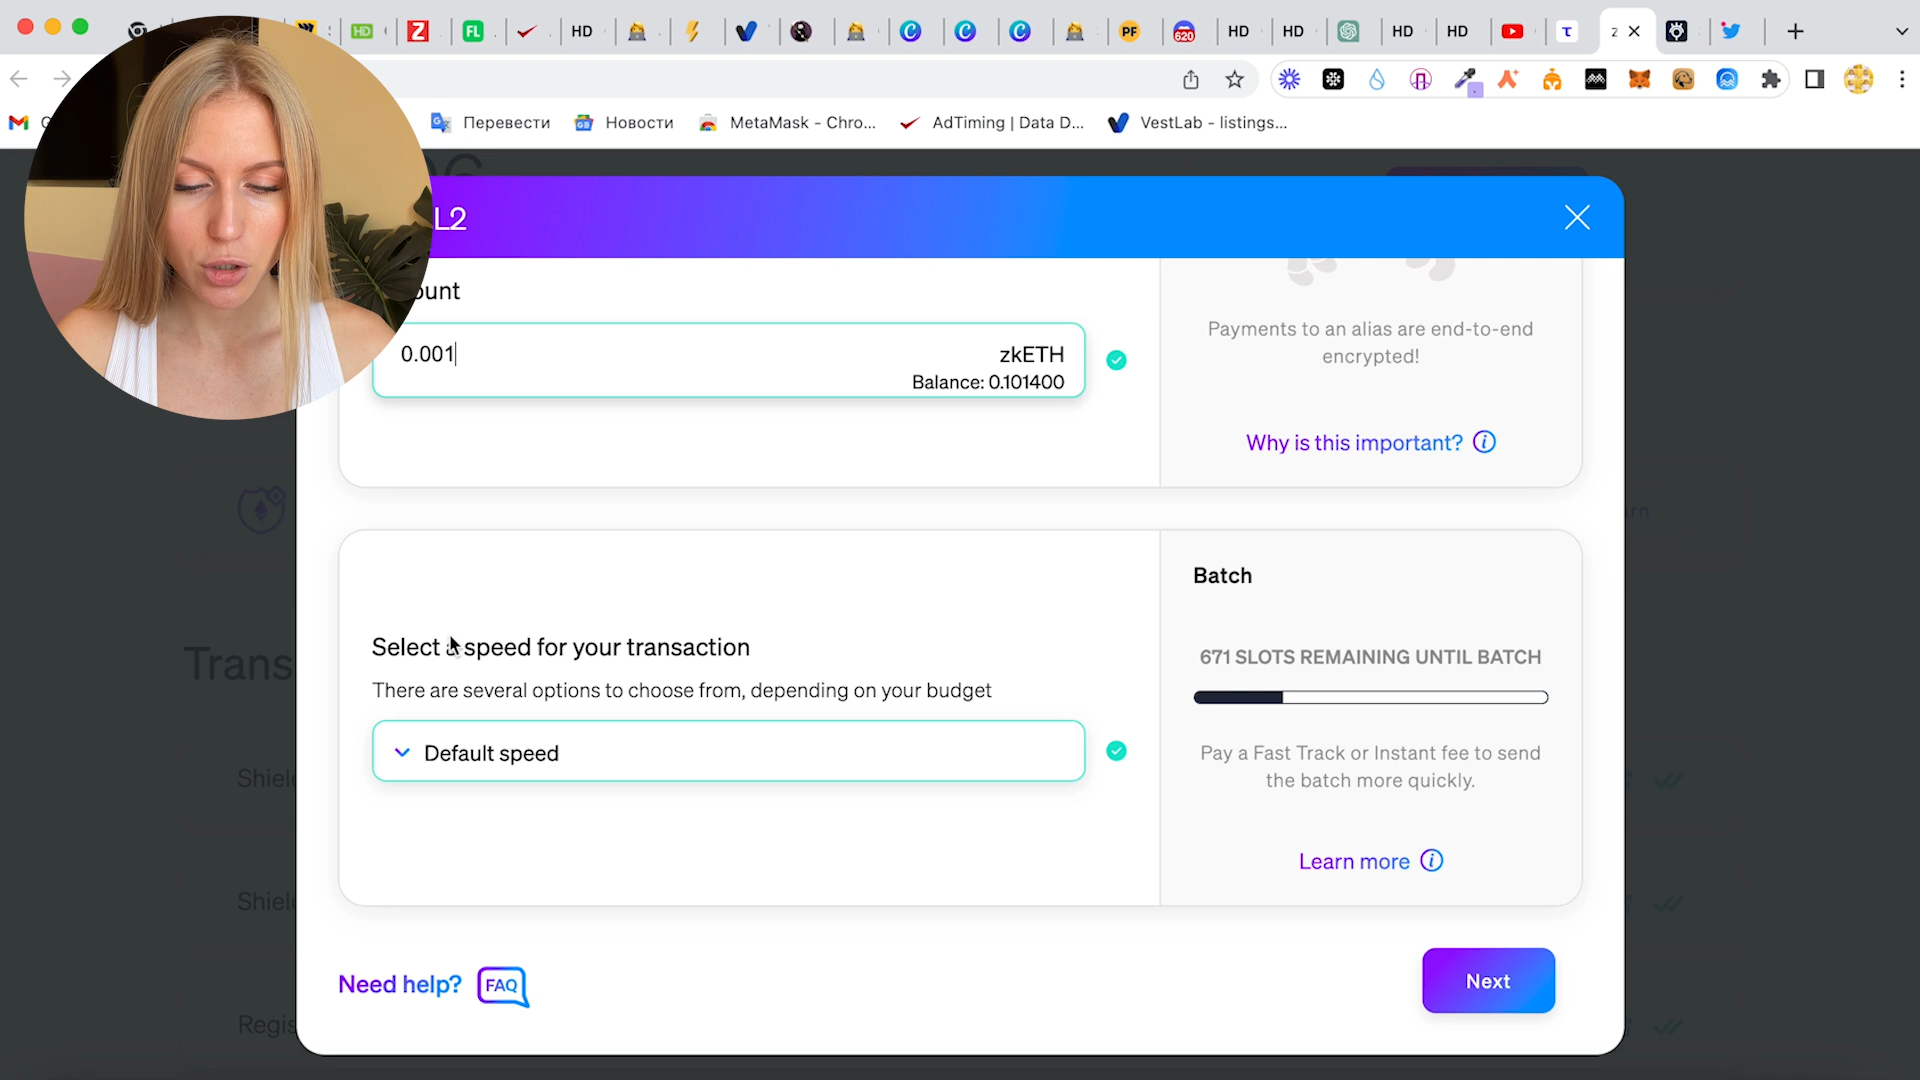 HD
HD
PF
620
HD
HD
HD
HD
z
Перевести
Новости
MetaMask - Chro...
AdTiming | Data D...
VestLab - listings...
L2
0.001
zkETH
Balance: 0.101400
Payments to an alias are end-to-end
encrypted!
Why is this important?
Select a speed for your transaction
There are several options to choose from, depending on your budget
Default speed
Batch
671 SLOTS REMAINING UNTIL BATCH
Pay a Fast Track or Instant fee to send
the batch more quickly.
Learn more
Need help?
FAQ
Next